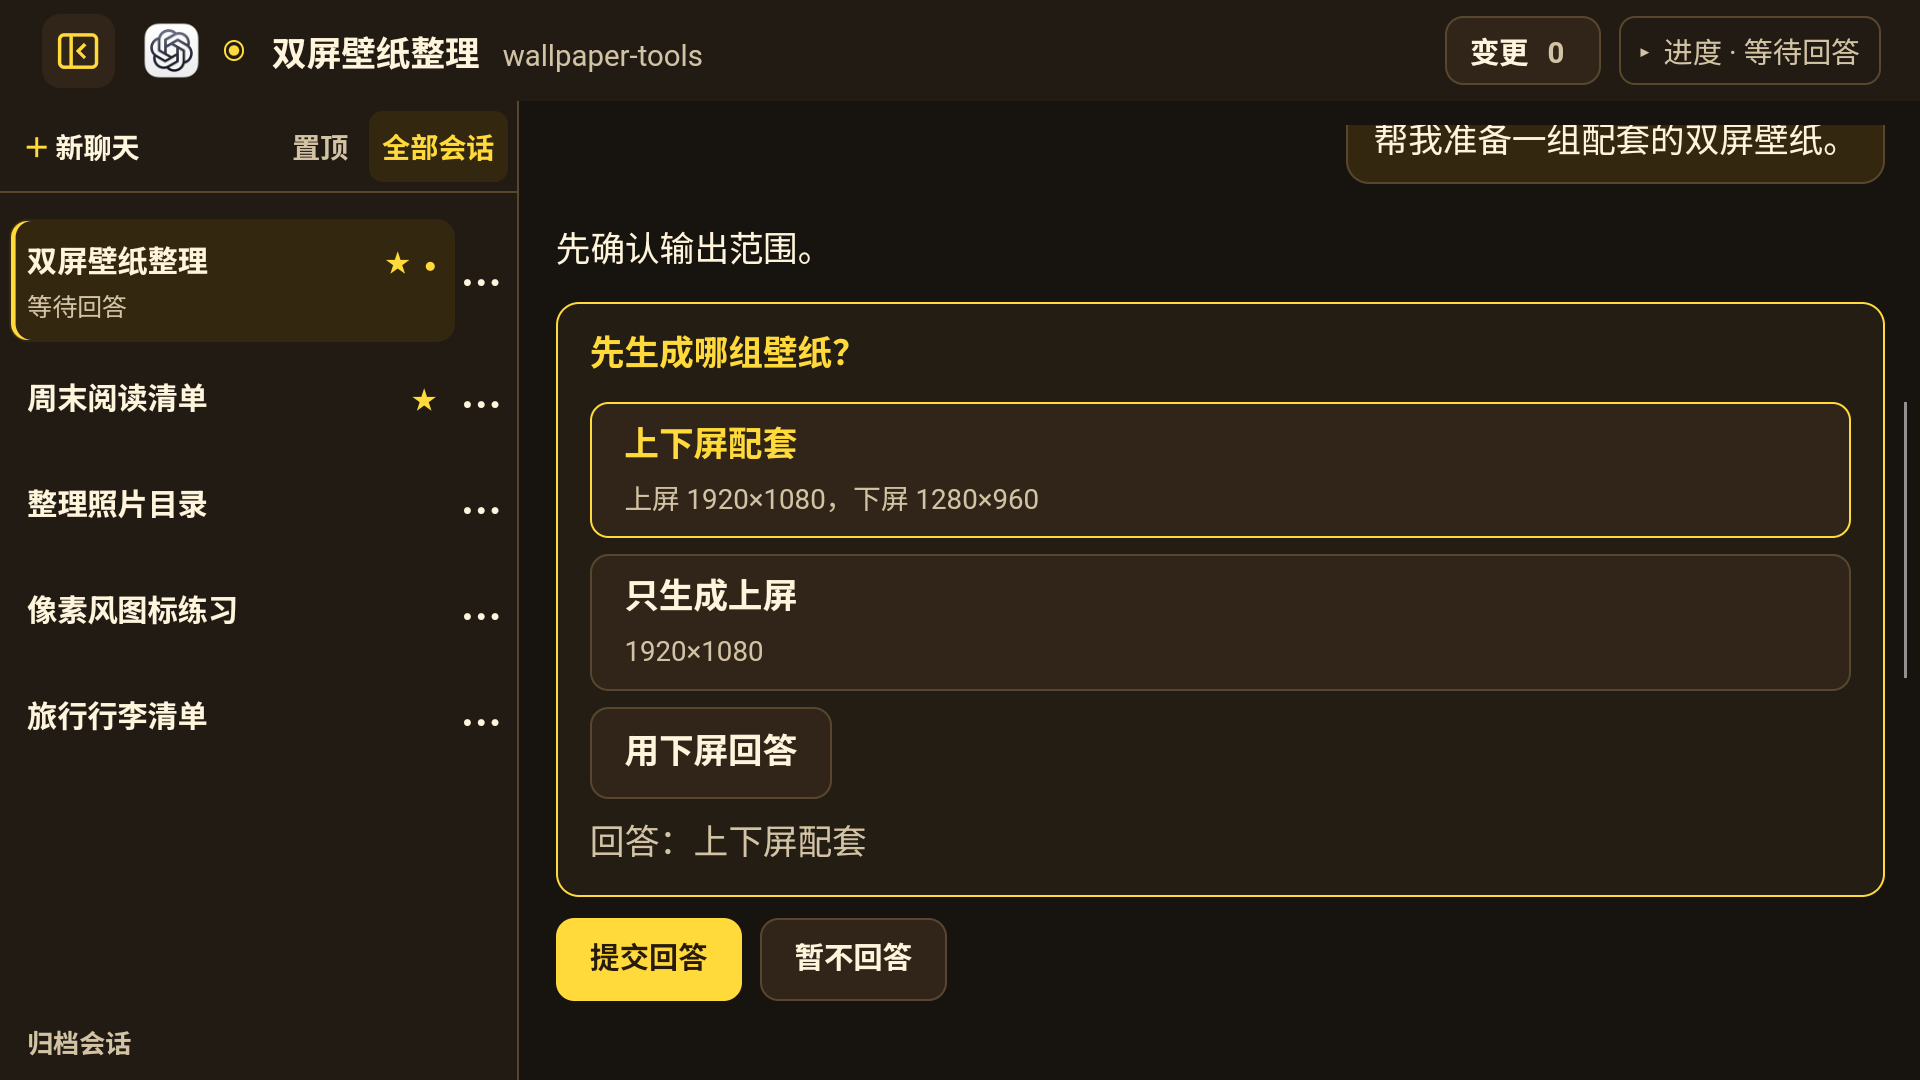 双屏壁纸整理 wallpaper-tools
变更 0
▸ 进度 · 等待回答
+ 新聊天
置顶
全部会话
双屏壁纸整理 ★ •
等待回答
周末阅读清单 ★
整理照片目录
像素风图标练习
旅行行李清单
归档会话
帮我准备一组配套的双屏壁纸。
先确认输出范围。
先生成哪组壁纸？
上下屏配套
上屏 1920×1080，下屏 1280×960
只生成上屏
1920×1080
用下屏回答
回答：上下屏配套
提交回答
暂不回答